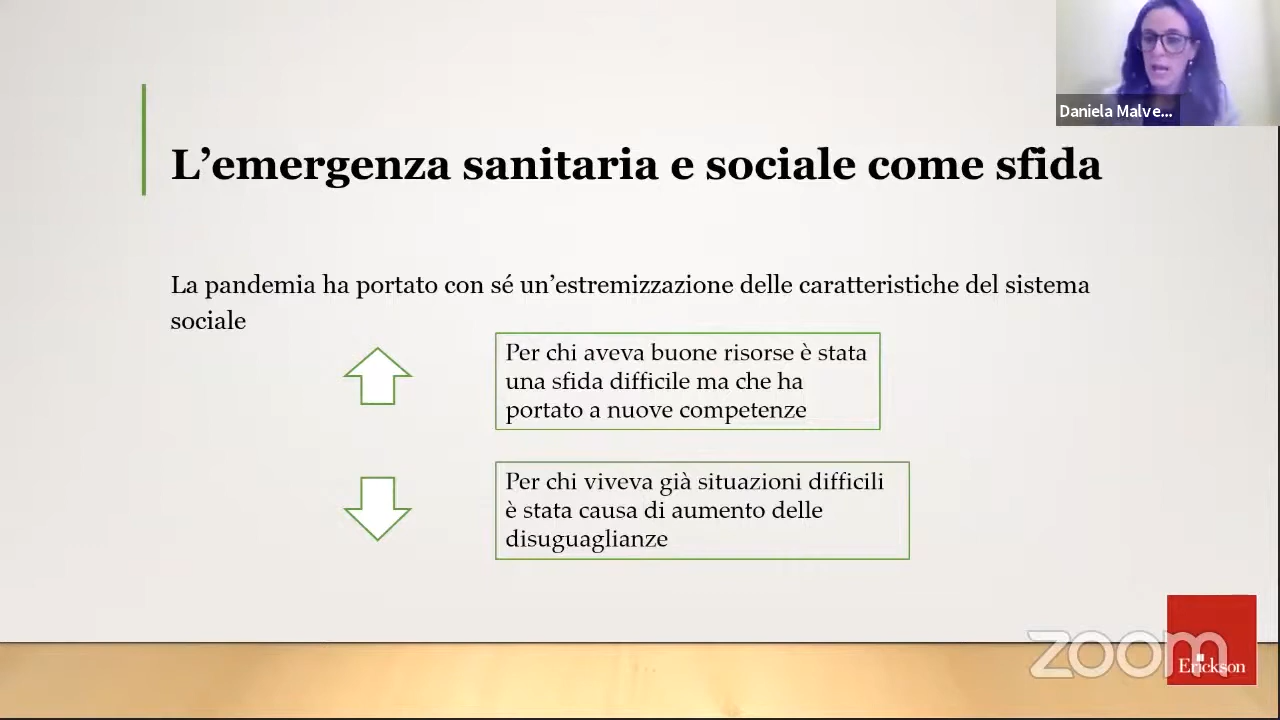 Daniela Malve...
L’emergenza sanitaria e sociale come sfida
La pandemia ha portato con sé un’estremizzazione delle caratteristiche del sistema
sociale
Per chi aveva buone risorse è stata
una sfida difficile ma che ha
portato a nuove competenze
Per chi viveva già situazioni difficili
è stata causa di aumento delle
disuguaglianze
zoom
Erickson